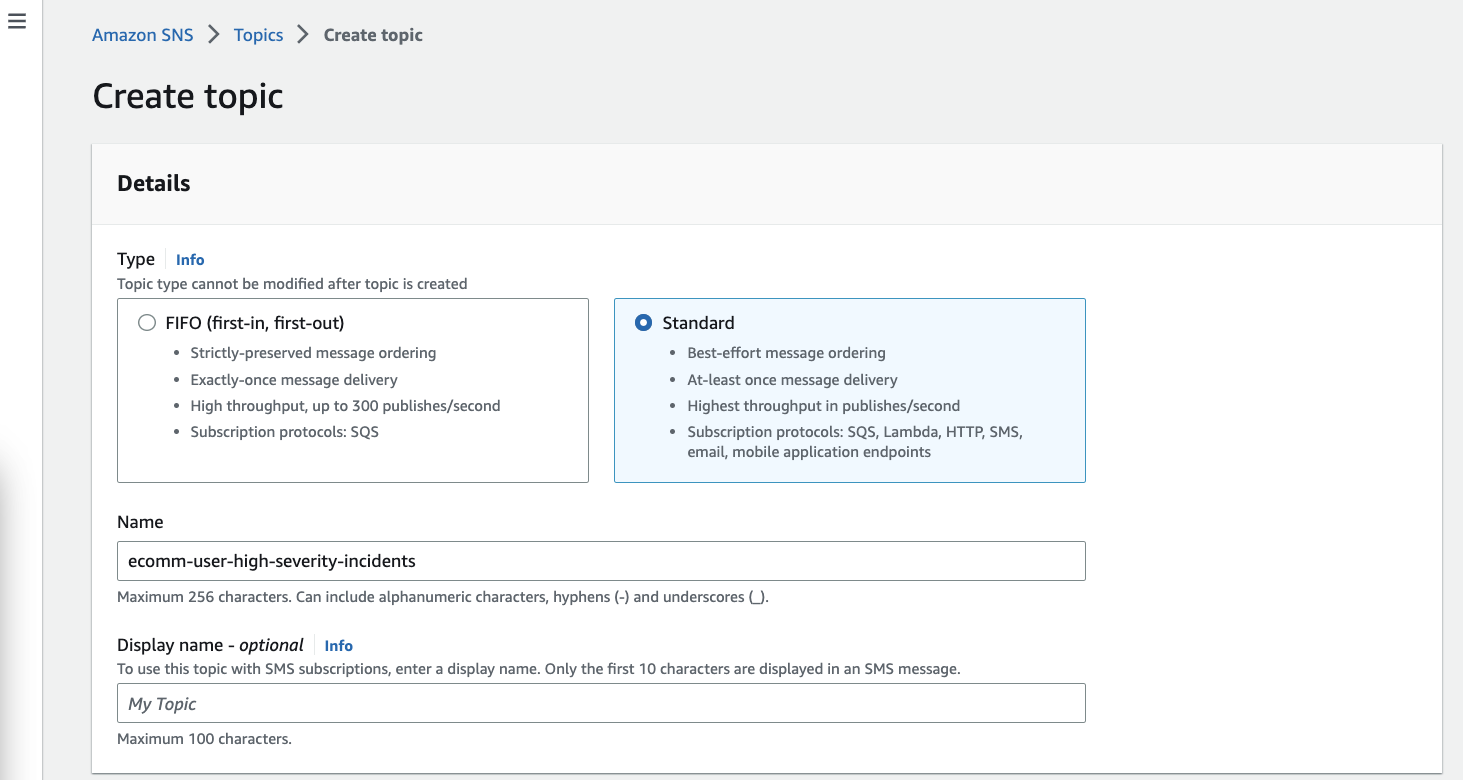 Amazon SNS > Topics > Create topic
Create topic
Details
Type Info
Topic type cannot be modified after topic is created
FIFO (first-in, first-out)
• Strictly-preserved message ordering
• Exactly-once message delivery
• High throughput, up to 300 publishes/second
• Subscription protocols: SQS
Standard
• Best-effort message ordering
• At-least once message delivery
• Highest throughput in publishes/second
• Subscription protocols: SQS, Lambda, HTTP, SMS,
email, mobile application endpoints
Name
ecomm-user-high-severity-incidents
Maximum 256 characters. Can include alphanumeric characters, hyphens (-) and underscores (_).
Display name - optional Info
To use this topic with SMS subscriptions, enter a display name. Only the first 10 characters are displayed in an SMS message.
My Topic
Maximum 100 characters.